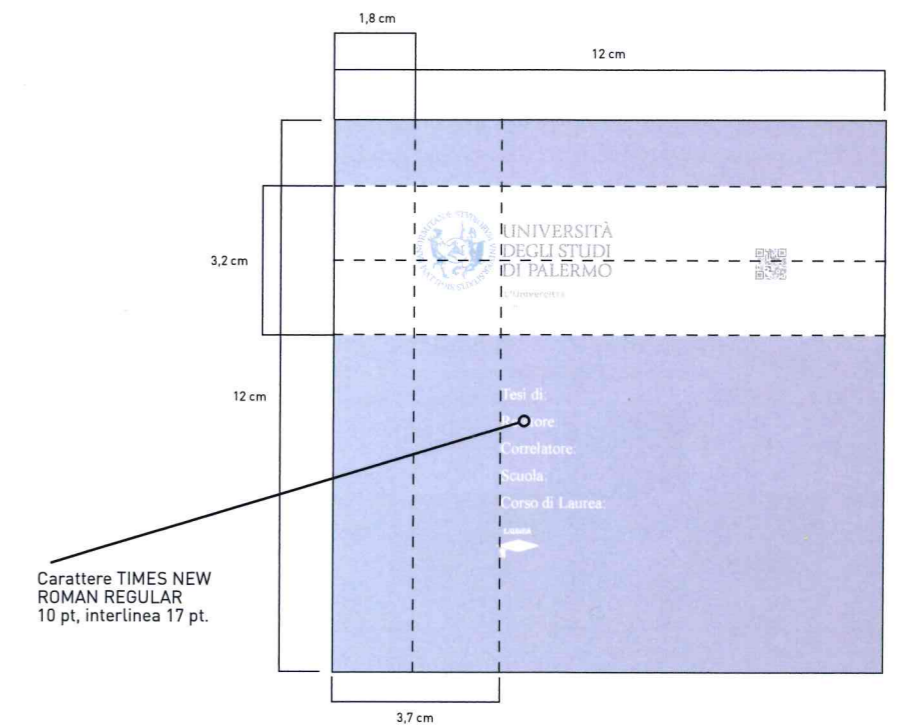 1,8 cm
12 cm
UNIVERSITÀ
DEGLI STUDI
DI PALERMO
3,2 cm
Tesi di:
Correlatore:
Scuola:
Corso di Laurea:
12 cm
Carattere TIMES NEW
ROMAN REGULAR
10 pt, interlinea 17 pt.
3,7 cm